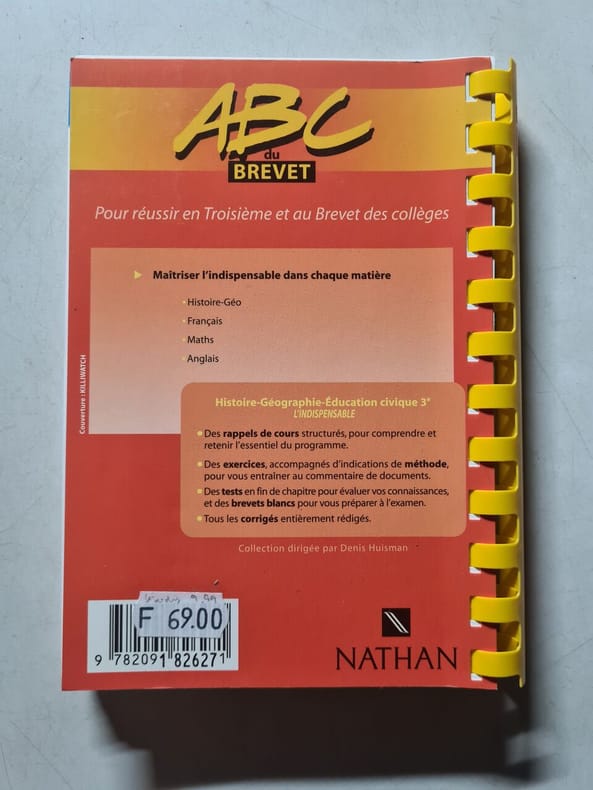 ABC
du
BREVET
Pour réussir en Troisième et au Brevet des collèges
Maîtriser l'indispensable dans chaque matière
Histoire-Géo
Français
Maths
Anglais
Couverture : KILLIWATCH
Histoire-Géographie-Éducation civique 3e
L'INDISPENSABLE
Des rappels de cours structurés, pour comprendre et
retenir l'essentiel du programme.
Des exercices, accompagnés d'indications de méthode,
pour vous entraîner au commentaire de documents.
Des tests en fin de chapitre pour évaluer vos connaissances,
et des brevets blancs pour vous préparer à l'examen.
Tous les corrigés entièrement rédigés.
Collection dirigée par Denis Huisman
F 69.00
9 782091 826271
NATHAN